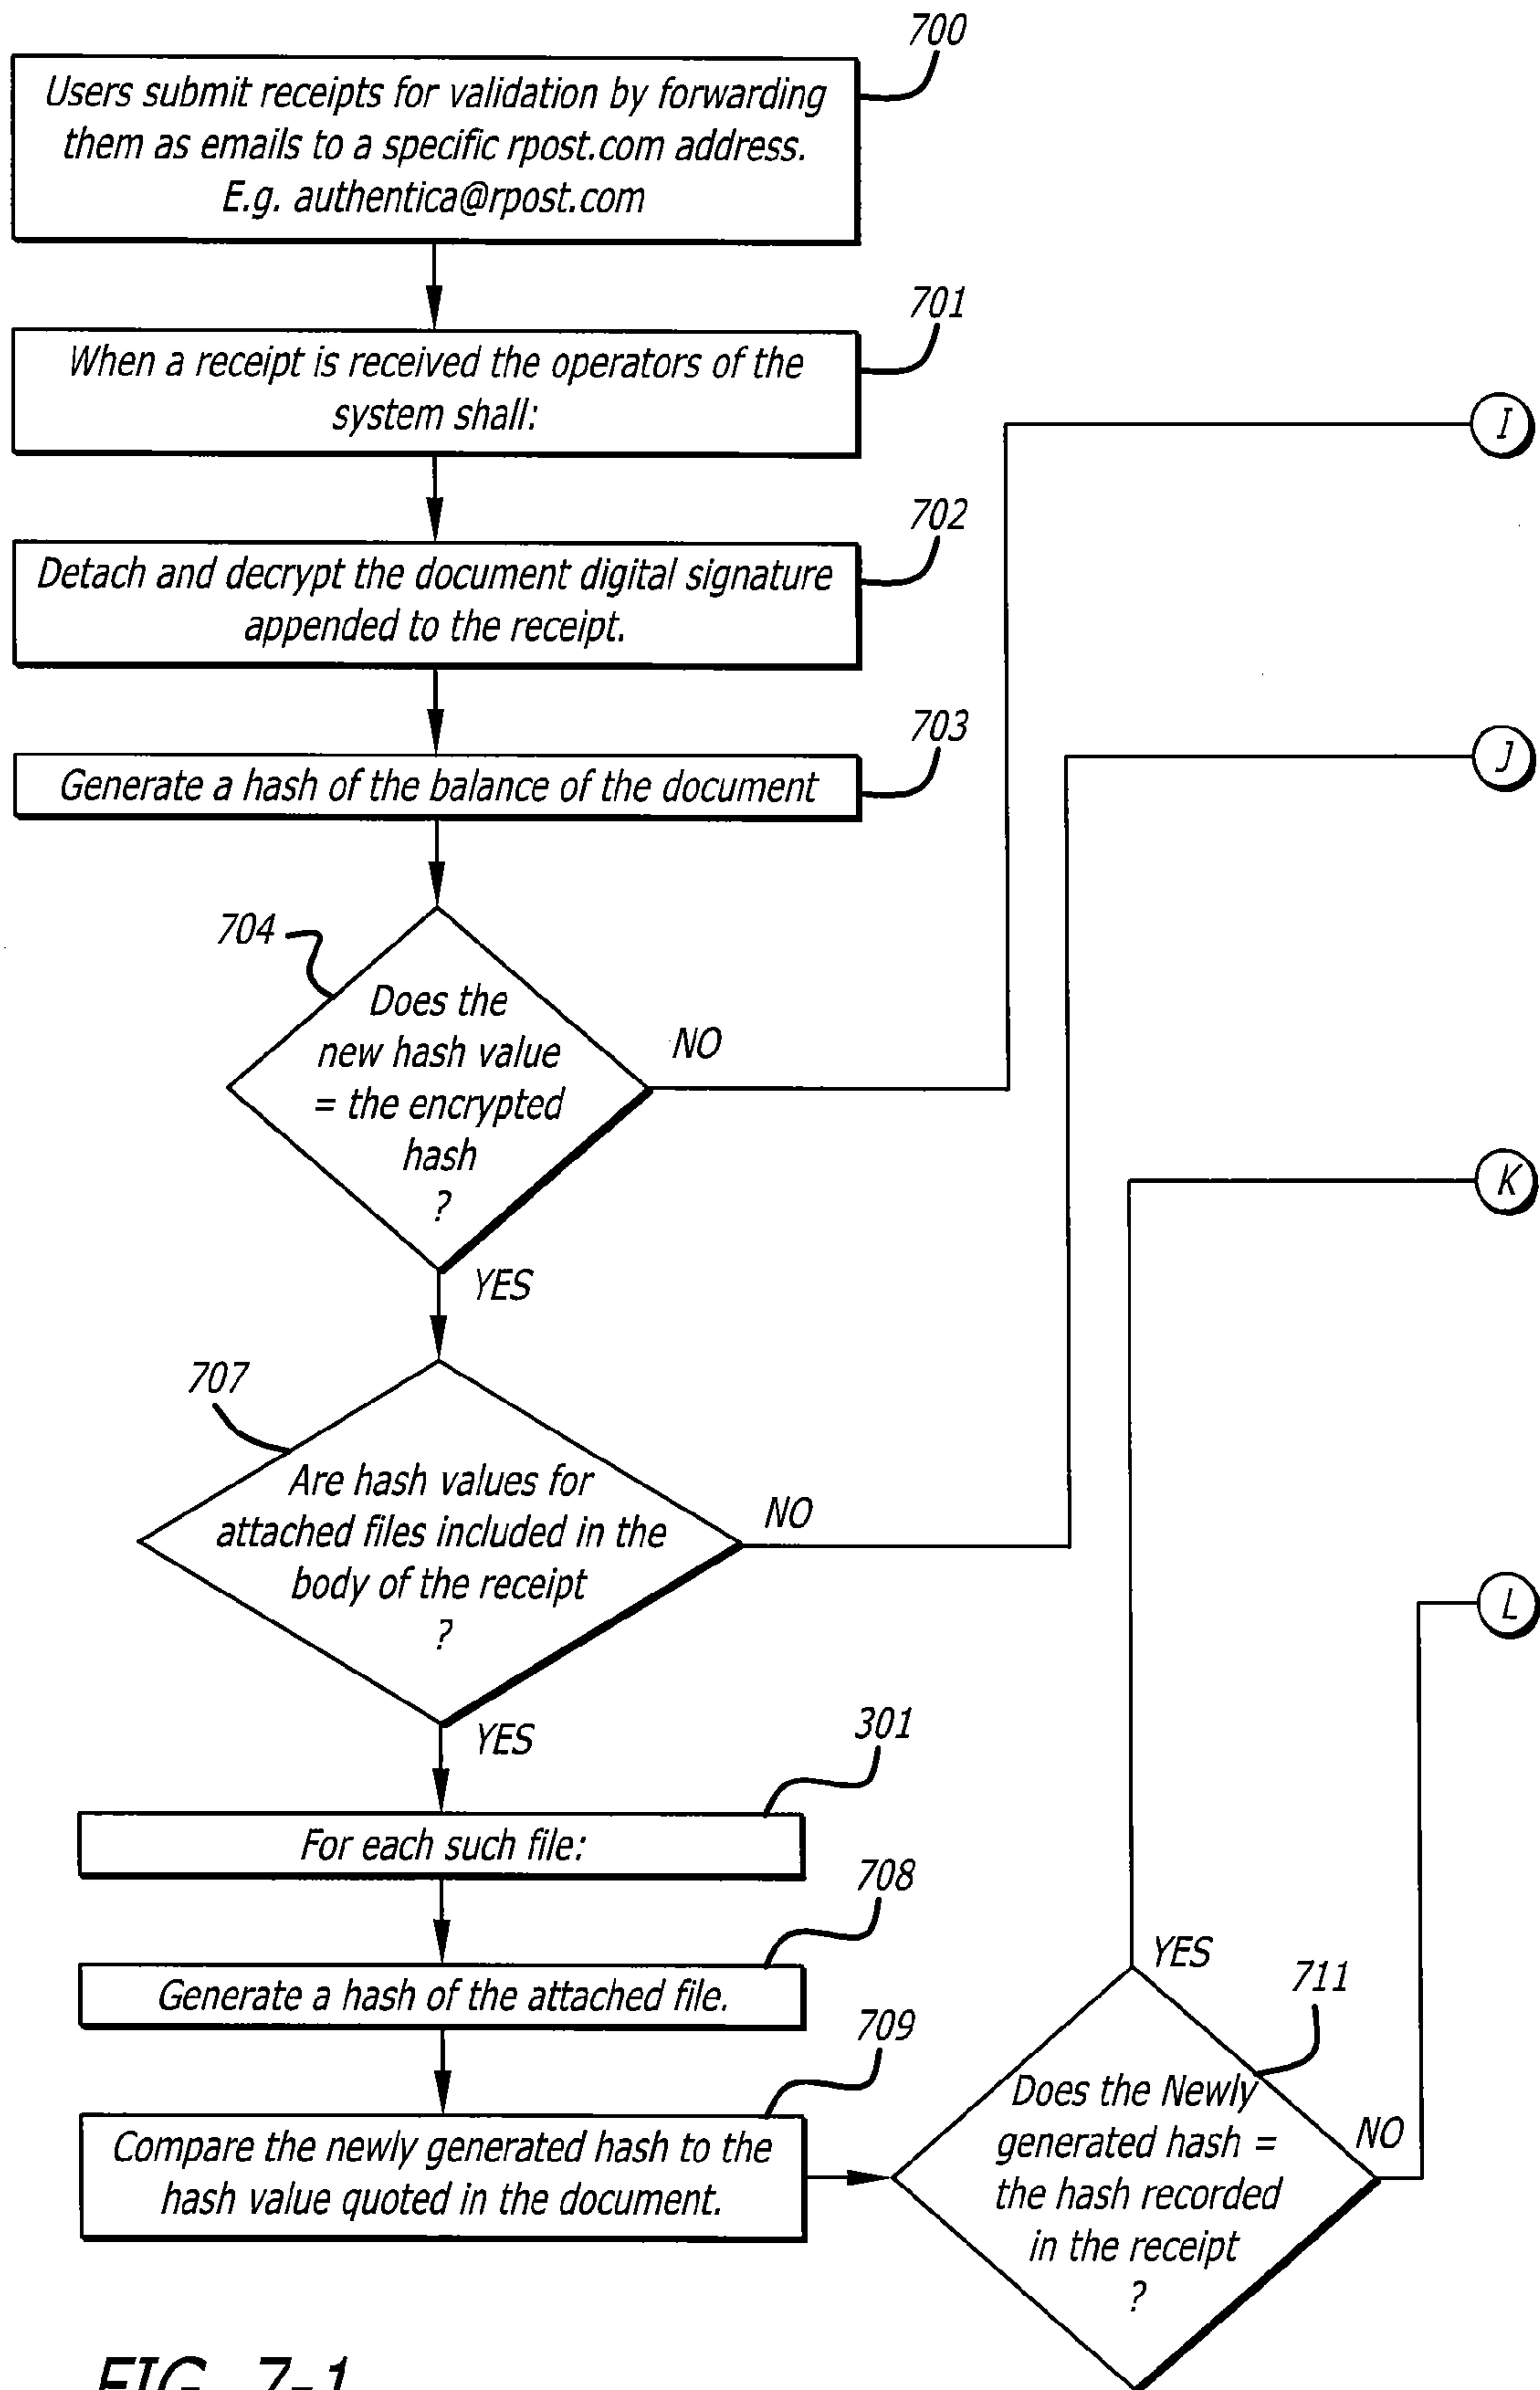 700
Users submit receipts for validation by forwarding
them as emails to a specific rpost.com address.
E.g. authentica@rpost.com
701
When a receipt is received the operators of the
system shall:
I
702
Detach and decrypt the document digital signature
appended to the receipt.
703
Generate a hash of the balance of the document
J
704
Does the
new hash value
= the encrypted
hash
?
NO
YES
K
707
Are hash values for
attached files included in the
body of the receipt
?
NO
YES
L
301
For each such file:
708
Generate a hash of the attached file.
709
Compare the newly generated hash to the
hash value quoted in the document.
YES
711
Does the Newly
generated hash =
the hash recorded
in the receipt
?
NO
FIG. 7-1